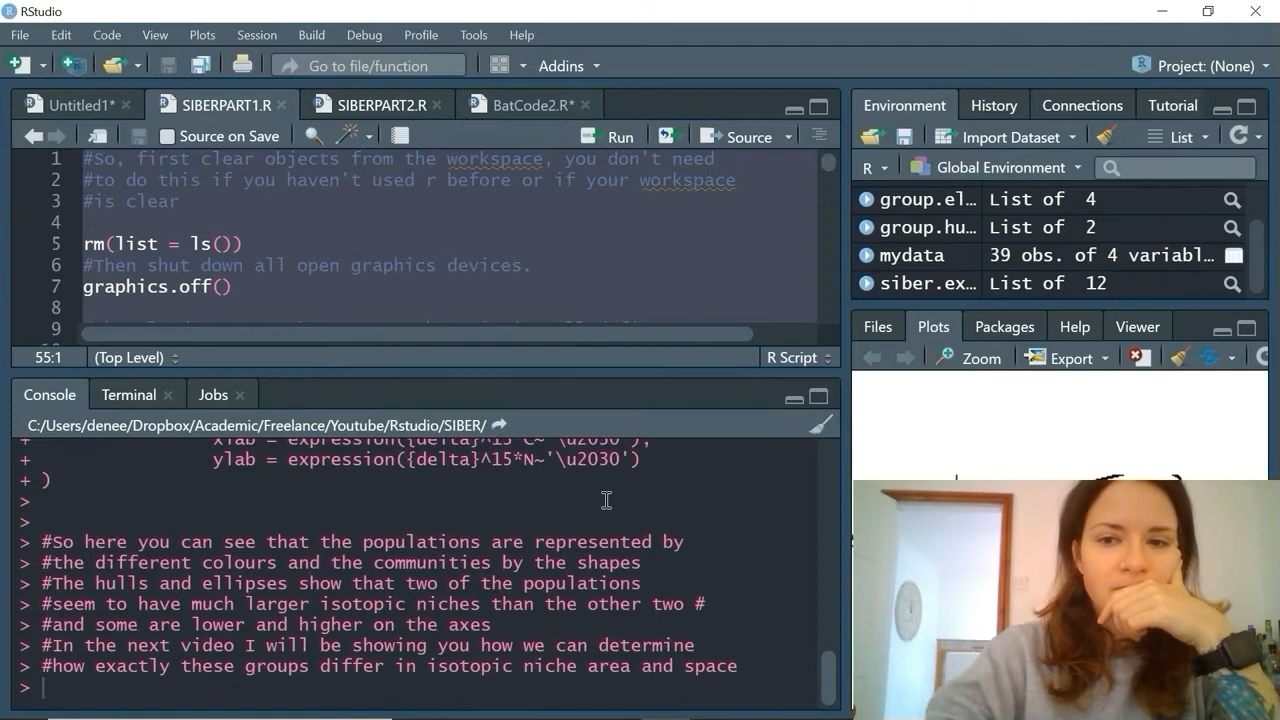 RStudio
File Edit Code View Plots Session Build Debug Profile Tools Help
Go to file/function Addins Project: (None)
Untitled1* SIBERPART1.R SIBERPART2.R BatCode2.R*
Source on Save Run Source
1 #So, first clear objects from the workspace, you don't need
2 #to do this if you haven't used r before or if your workspace
3 #is clear
4
5 rm(list = ls())
6 #Then shut down all open graphics devices.
7 graphics.off()
8
9
55:1 (Top Level) R Script
Console Terminal Jobs
C:/Users/denee/Dropbox/Academic/Freelance/Youtube/Rstudio/SIBER/
+ xlab = expression({delta}^13*C~'\u2030'),
+ ylab = expression({delta}^15*N~'\u2030')
+ )
>
>
> #So here you can see that the populations are represented by
> #the different colours and the communities by the shapes
> #The hulls and ellipses show that two of the populations
> #seem to have much larger isotopic niches than the other two #
> #and some are lower and higher on the axes
> #In the next video I will be showing you how we can determine
> #how exactly these groups differ in isotopic niche area and space
>
Environment History Connections Tutorial
Import Dataset List
R Global Environment
group.el… List of 4
group.hu… List of 2
mydata 39 obs. of 4 variabl…
siber.ex… List of 12
Files Plots Packages Help Viewer
Zoom Export